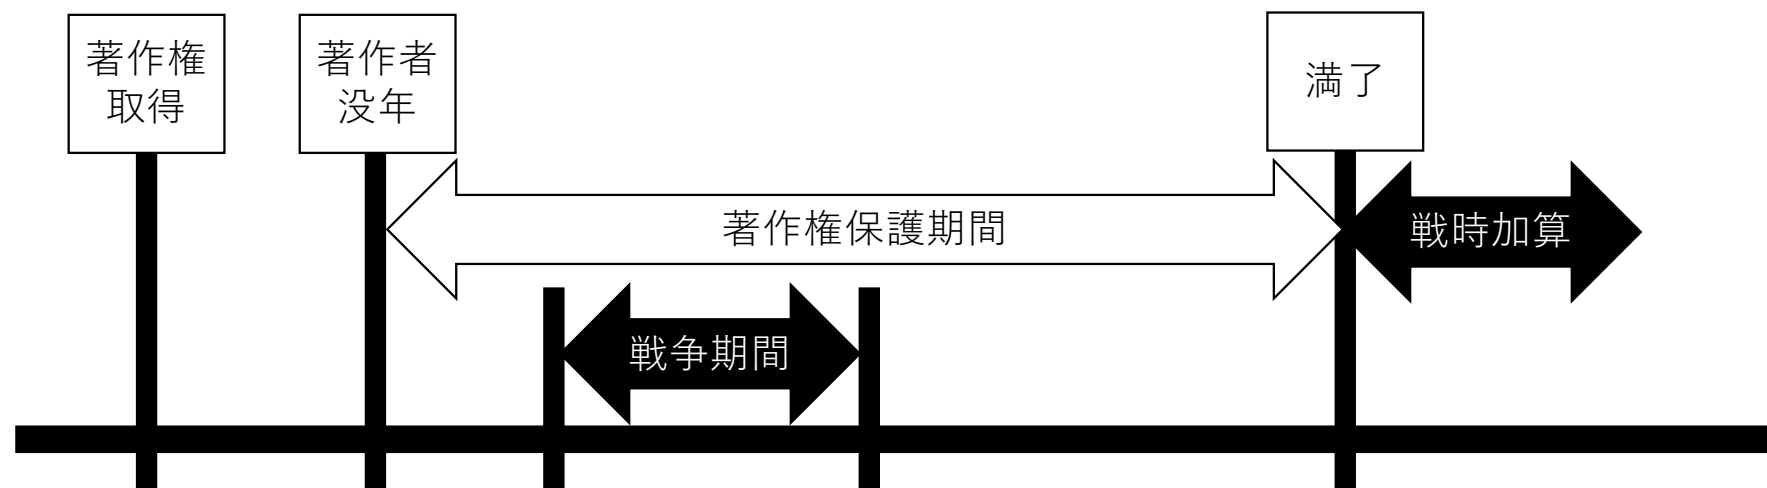 著作権
取得
著作者
没年
満了
著作権保護期間
戦時加算
戦争期間